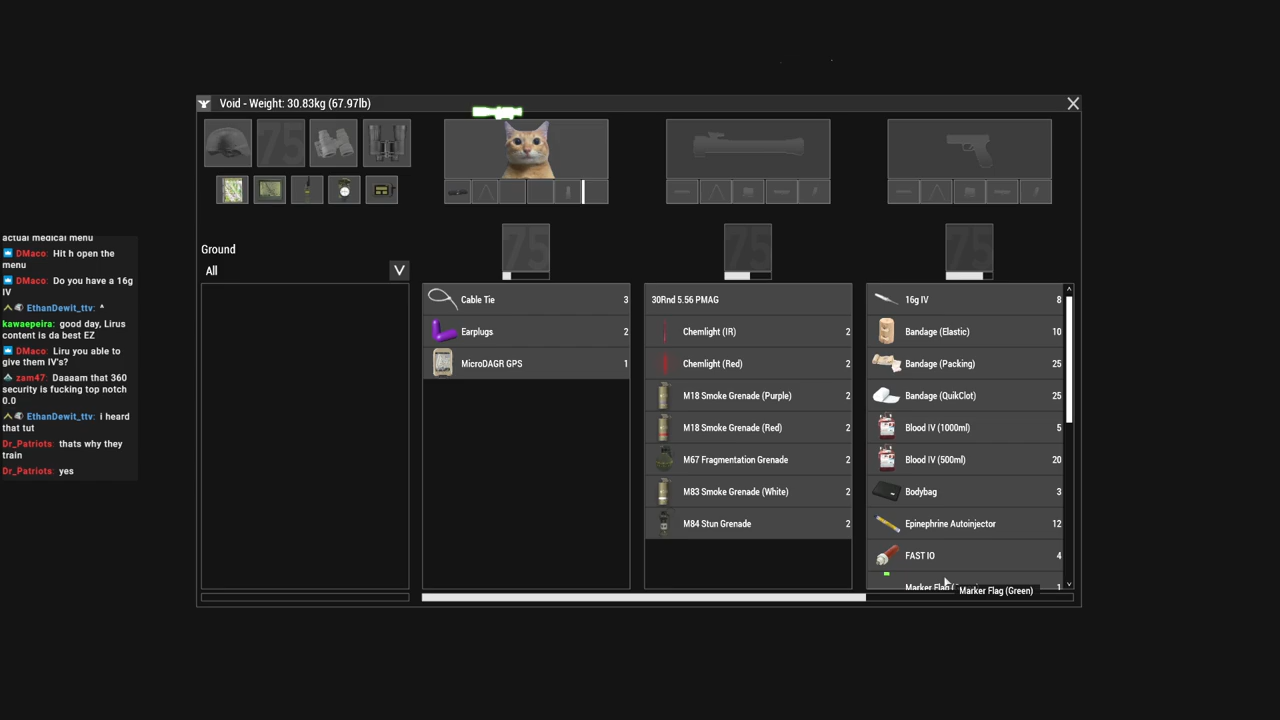 Void - Weight: 30.83kg (67.97lb)
75
Ground
All
75
75
75
Cable Tie 3
Earplugs 2
MicroDAGR GPS 1
30Rnd 5.56 PMAG
Chemlight (IR) 2
Chemlight (Red) 2
M18 Smoke Grenade (Purple) 2
M18 Smoke Grenade (Red) 2
M67 Fragmentation Grenade 2
M83 Smoke Grenade (White) 2
M84 Stun Grenade 2
16g IV 8
Bandage (Elastic) 10
Bandage (Packing) 25
Bandage (QuikClot) 25
Blood IV (1000ml) 5
Blood IV (500ml) 20
Bodybag 3
Epinephrine Autoinjector 12
FAST IO 4
Marker Flag 1
Marker Flag (Green)
actual medical menu
DMaco: Hit h open the
menu
DMaco: Do you have a 16g
IV
EthanDewit_ttv: ^
kawaepeira: good day, Lirus
content is da best EZ
DMaco: Liru you able to
give them IV's?
zam47: Daaaam that 360
security is fucking top notch
0.0
EthanDewit_ttv: i heard
that tut
Dr_Patriots: thats why they
train
Dr_Patriots: yes